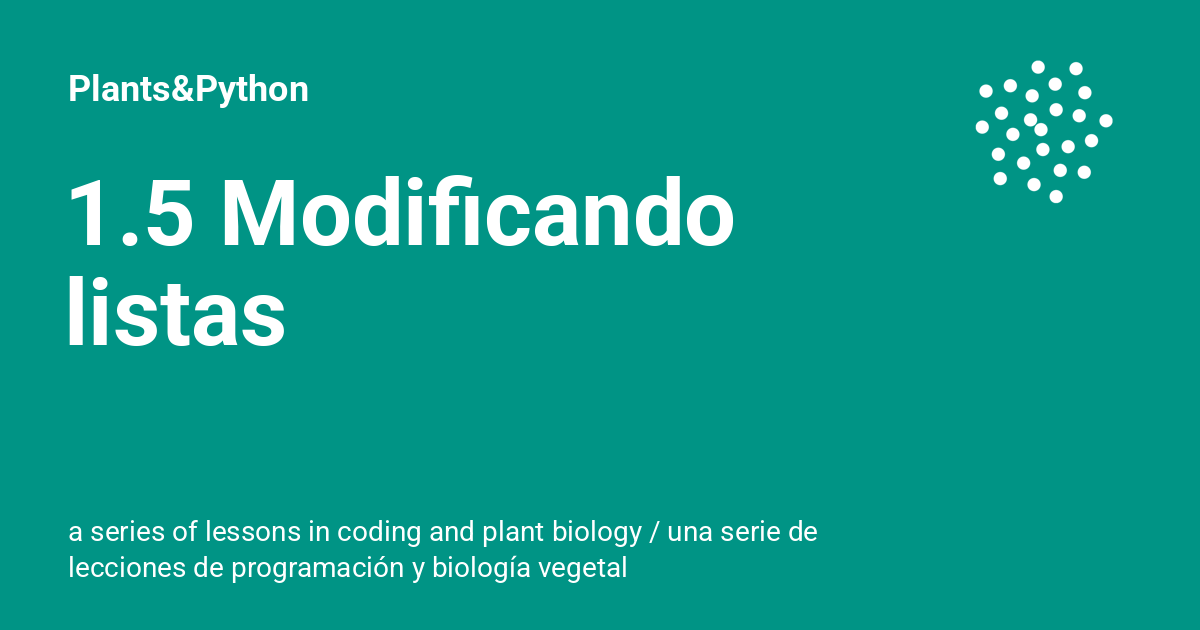 Plants&Python
1.5 Modificando
listas
a series of lessons in coding and plant biology / una serie de
lecciones de programación y biología vegetal